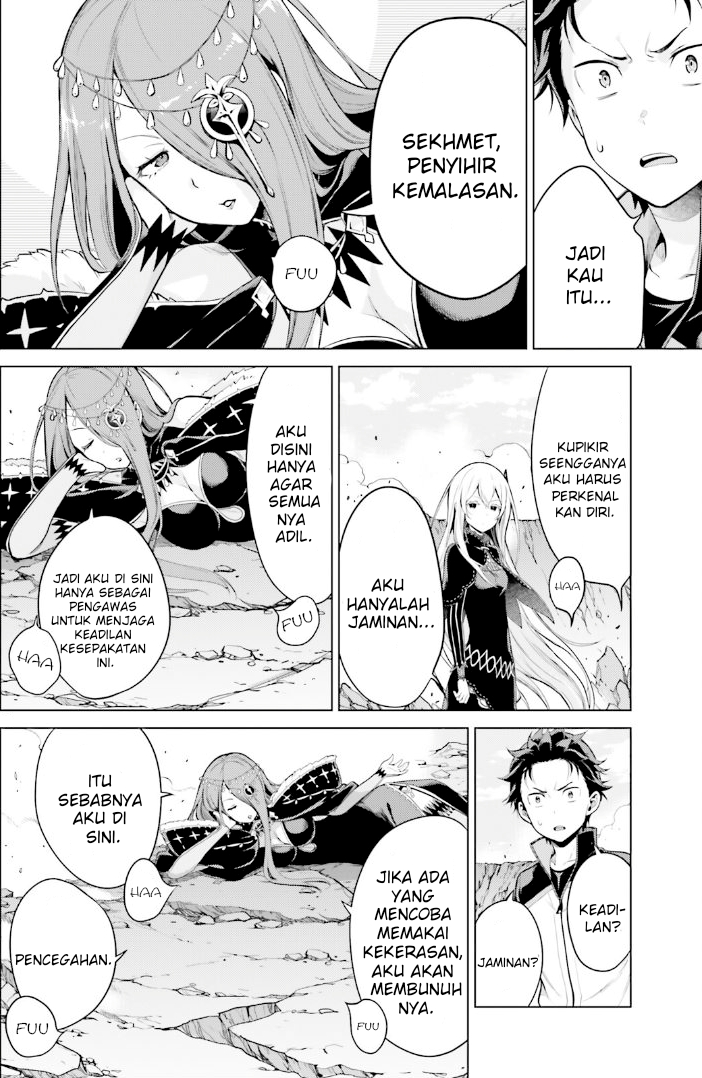 JADI
KAU
ITU...
SEKHMET,
PENYIHIR
KEMALASAN.
FUU
KUPIKIR
SEENGGANYA
AKU HARUS
PERKENAL
KAN DIRI.
HAA
AKU
HANYALAH
JAMINAN...
AKU
DISINI
HANYA
AGAR
SEMUA
NYA
ADIL.
FUU
JADI AKU DI SINI
HANYA SEBAGAI
PENGAWAS
UNTUK MENJAGA
KEADILAN
KESEPAKATAN
INI.
HAA
KEADI-
LAN?
JAMINAN?
JIKA ADA
YANG
MENCOBA
MEMAKAI
KEKERASAN,
AKU AKAN
MEMBUNUH
NYA.
FUU
ITU
SEBABNYA
AKU DI
SINI.
HAA
PENCEGAHAN.
FUU